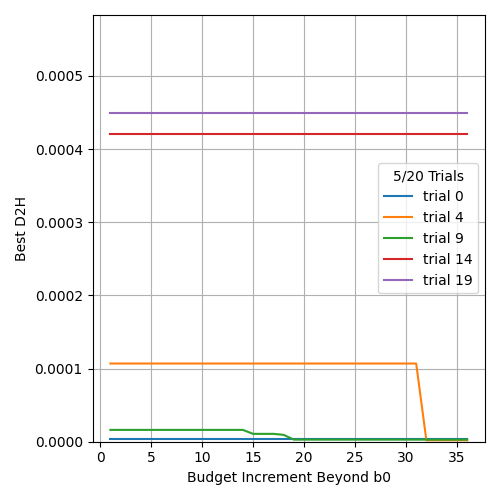 0.0005
0.0004
0.0003
0.0002
0.0001
0.0000
Best D2H
5/20 Trials
trial 0
trial 4
trial 9
trial 14
trial 19
0 5 10 15 20 25 30 35
Budget Increment Beyond b0